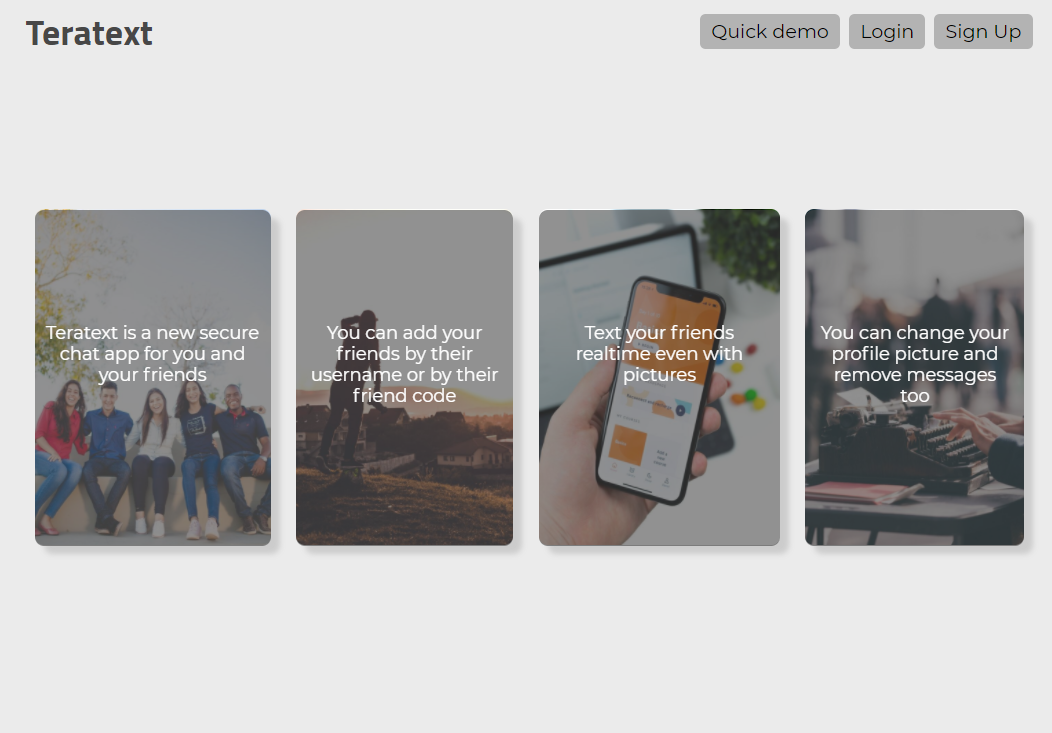 Teratext
Quick demo
Login
Sign Up
Teratext is a new secure
chat app for you and
your friends
You can add your
friends by their
username or by their
friend code
Text your friends
realtime even with
pictures
You can change your
profile picture and
remove messages
too